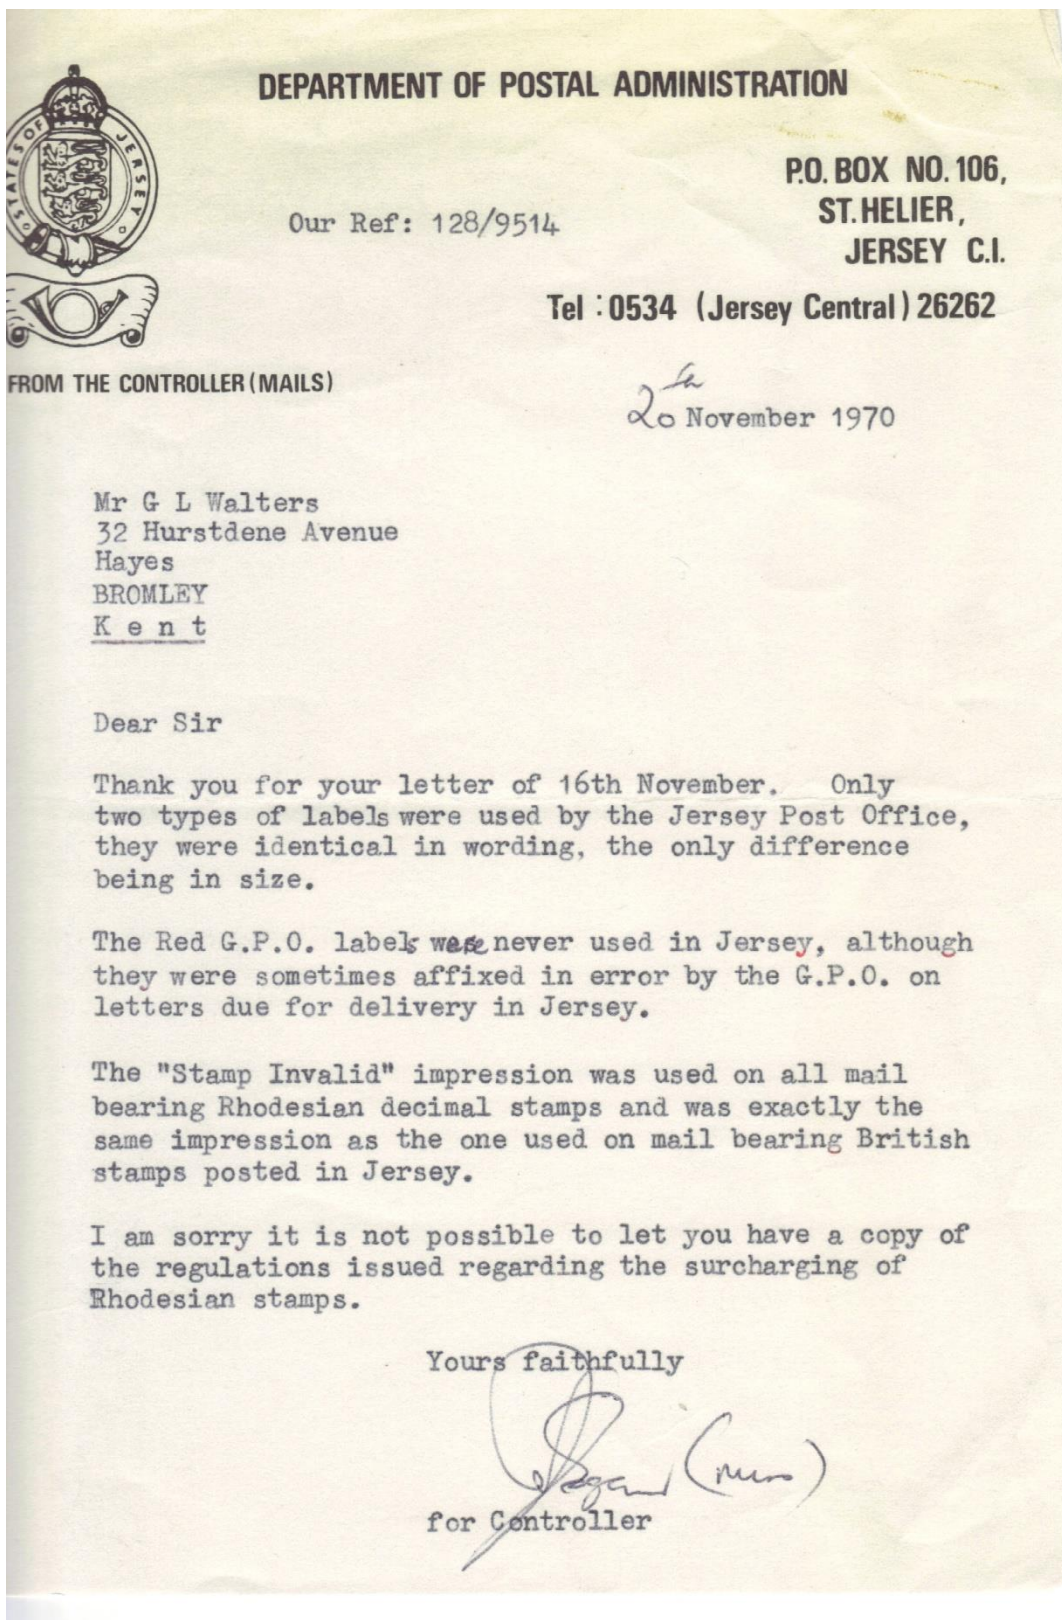 DEPARTMENT OF POSTAL ADMINISTRATION
STATES OF JERSEY
P.O. BOX NO. 106,
ST. HELIER,
JERSEY C.I.
Our Ref: 128/9514
Tel : 0534 (Jersey Central) 26262
FROM THE CONTROLLER (MAILS)
20 November 1970
Mr G L Walters
32 Hurstdene Avenue
Hayes
BROMLEY
K e n t
Dear Sir
Thank you for your letter of 16th November. Only
two types of labels were used by the Jersey Post Office,
they were identical in wording, the only difference
being in size.
The Red G.P.O. labels were never used in Jersey, although
they were sometimes affixed in error by the G.P.O. on
letters due for delivery in Jersey.
The "Stamp Invalid" impression was used on all mail
bearing Rhodesian decimal stamps and was exactly the
same impression as the one used on mail bearing British
stamps posted in Jersey.
I am sorry it is not possible to let you have a copy of
the regulations issued regarding the surcharging of
Rhodesian stamps.
Yours faithfully
for Controller